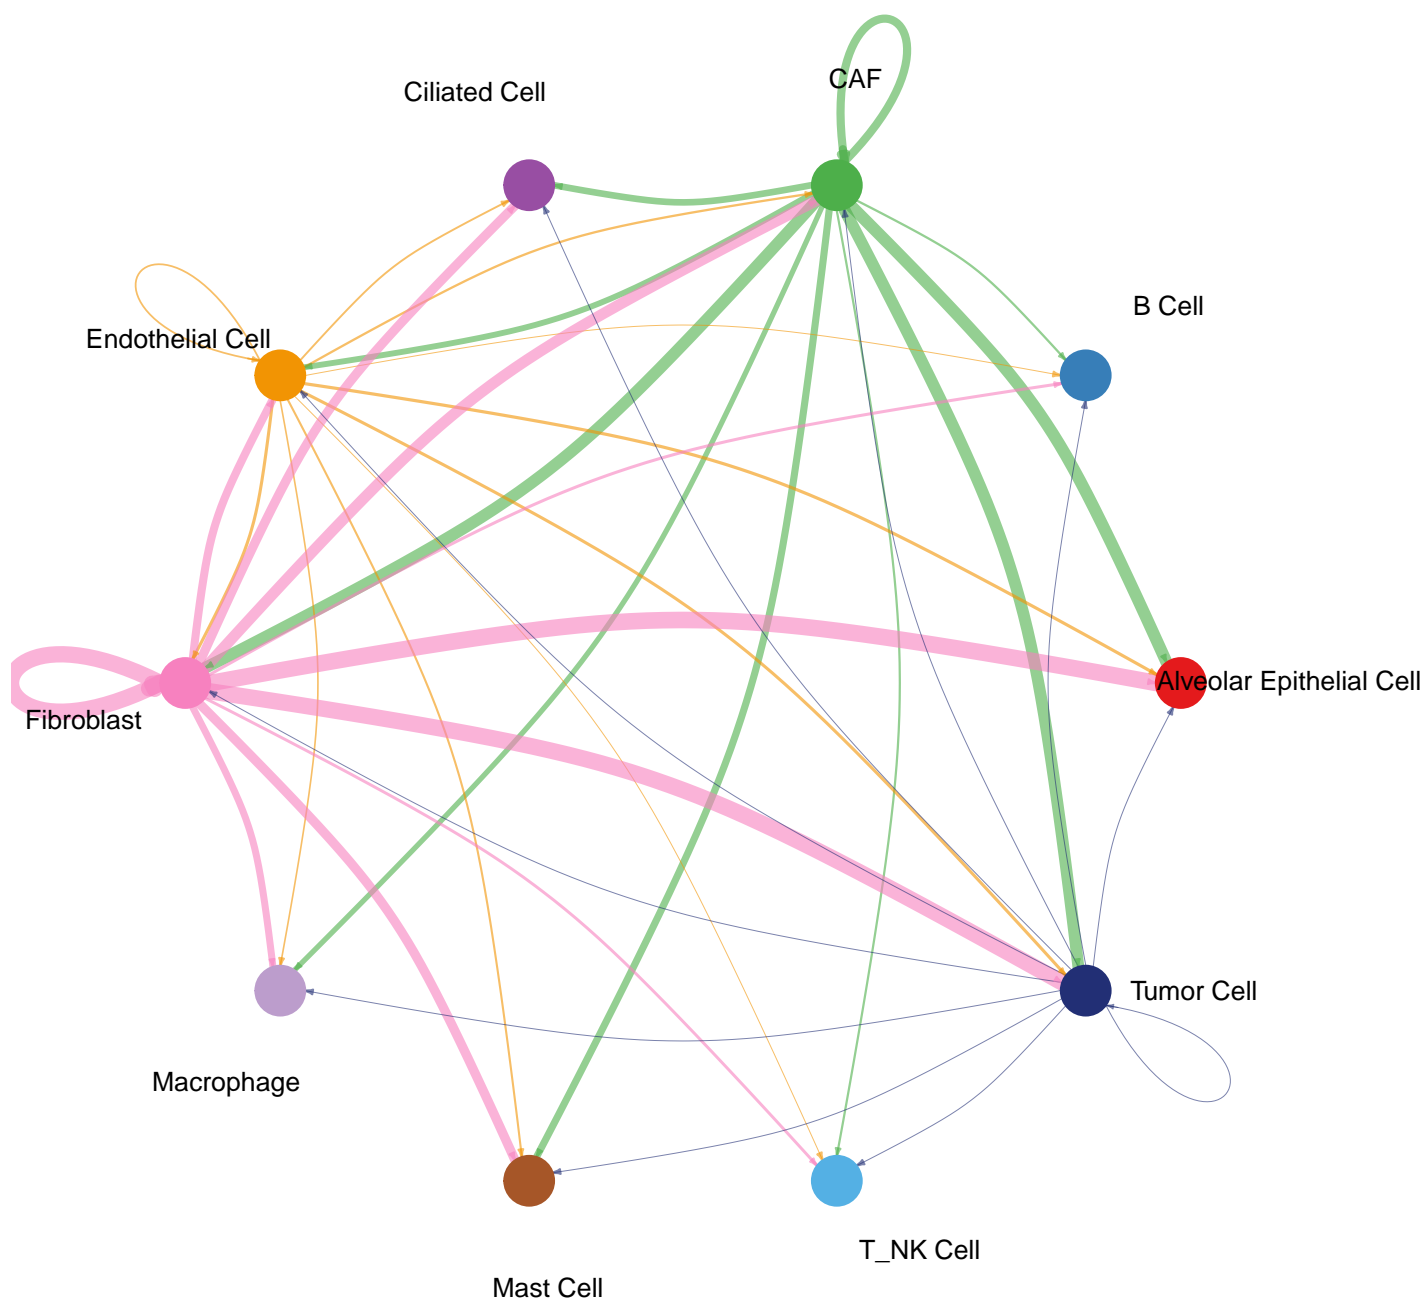 CAF
Ciliated Cell
B Cell
Endothelial Cell
Alveolar Epithelial Cell
Fibroblast
Tumor Cell
Macrophage
T_NK Cell
Mast Cell